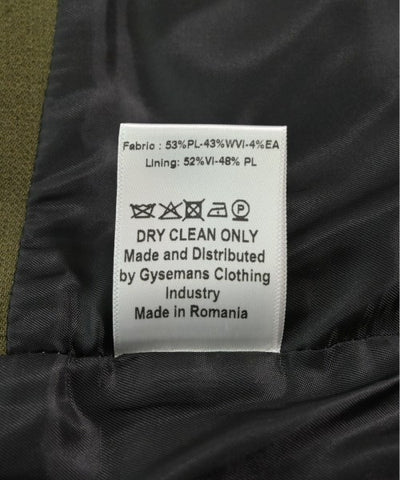 Fabric : 53%PL-43%WVI-4%EA
Lining: 52%VI-48% PL
DRY CLEAN ONLY
Made and Distributed
by Gysemans Clothing
Industry
Made in Romania